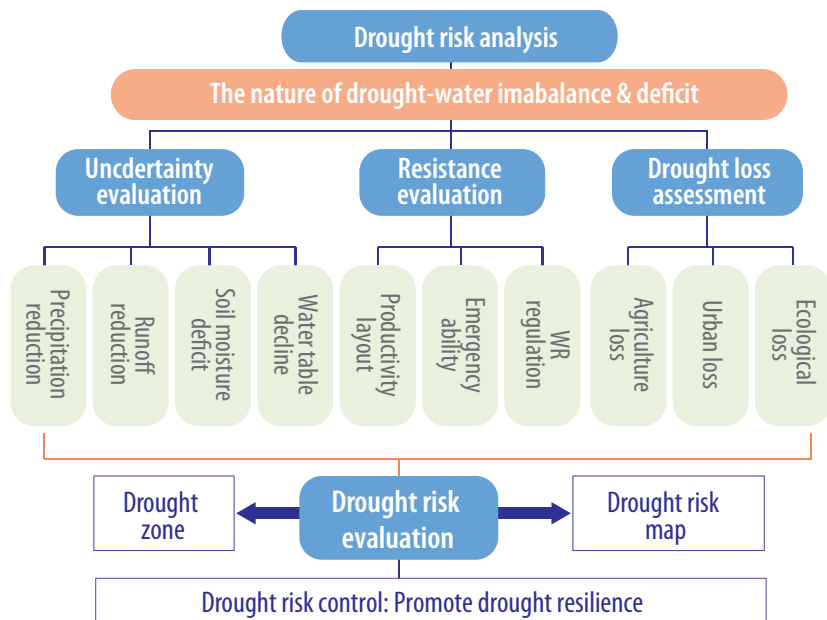 Drought risk analysis
The nature of drought-water imabalance & deficit
Uncdertainty
evaluation
Resistance
evaluation
Drought loss
assessment
Precipitation
reduction
Runoff
reduction
Soil moisture
deficit
Water table
decline
Productivity
layout
Emergency
ability
WR
regulation
Agriculture
loss
Urban loss
Ecological
loss
Drought
zone
Drought risk
evaluation
Drought risk
map
Drought risk control: Promote drought resilience